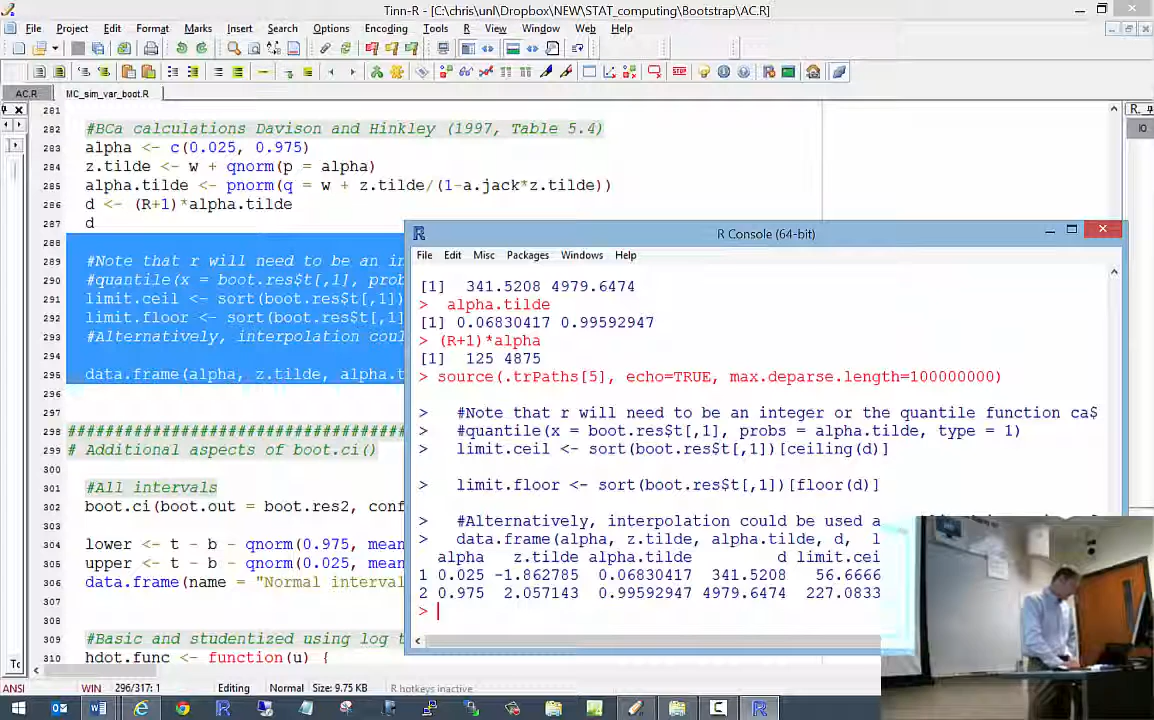 Tinn-R - [C:\chris\unl\Dropbox\NEW\STAT_computing\Bootstrap\AC.R]
File Project Edit Format Marks Insert Search Options Encoding Tools R View Window Web Help
AC.R MC_sim_var_boot.R
281
282 #BCa calculations Davison and Hinkley (1997, Table 5.4)
283 alpha <- c(0.025, 0.975)
284 z.tilde <- w + qnorm(p = alpha)
285 alpha.tilde <- pnorm(q = w + z.tilde/(1-a.jack*z.tilde))
286 d <- (R+1)*alpha.tilde
287 d
288
289 #Note that r will need to be an in
290 #quantile(x = boot.res$t[,1], prob
291 limit.ceil <- sort(boot.res$t[,1])
292 limit.floor <- sort(boot.res$t[,1]
293 #Alternatively, interpolation coul
294
295 data.frame(alpha, z.tilde, alpha.t
296
297
298 ####################################
299 # Additional aspects of boot.ci()
300
301 #All intervals
302 boot.ci(boot.out = boot.res2, conf
303
304 lower <- t - b - qnorm(0.975, mean
305 upper <- t - b - qnorm(0.025, mean
306 data.frame(name = "Normal interval
307
308
309 #Basic and studentized using log t
310 hdot.func <- function(u) {
R Console (64-bit)
File Edit Misc Packages Windows Help
[1] 341.5208 4979.6474
> alpha.tilde
[1] 0.06830417 0.99592947
> (R+1)*alpha
[1] 125 4875
> source(.trPaths[5], echo=TRUE, max.deparse.length=100000000)
> #Note that r will need to be an integer or the quantile function ca$
> #quantile(x = boot.res$t[,1], probs = alpha.tilde, type = 1)
> limit.ceil <- sort(boot.res$t[,1])[ceiling(d)]
> limit.floor <- sort(boot.res$t[,1])[floor(d)]
> #Alternatively, interpolation could be used a
> data.frame(alpha, z.tilde, alpha.tilde, d, l
alpha z.tilde alpha.tilde d limit.cei
1 0.025 -1.862785 0.06830417 341.5208 56.6666
2 0.975 2.057143 0.99592947 4979.6474 227.0833
>
ANSI WIN 296/317: 1 Editing Normal Size: 9.75 KB R hotkeys inactive